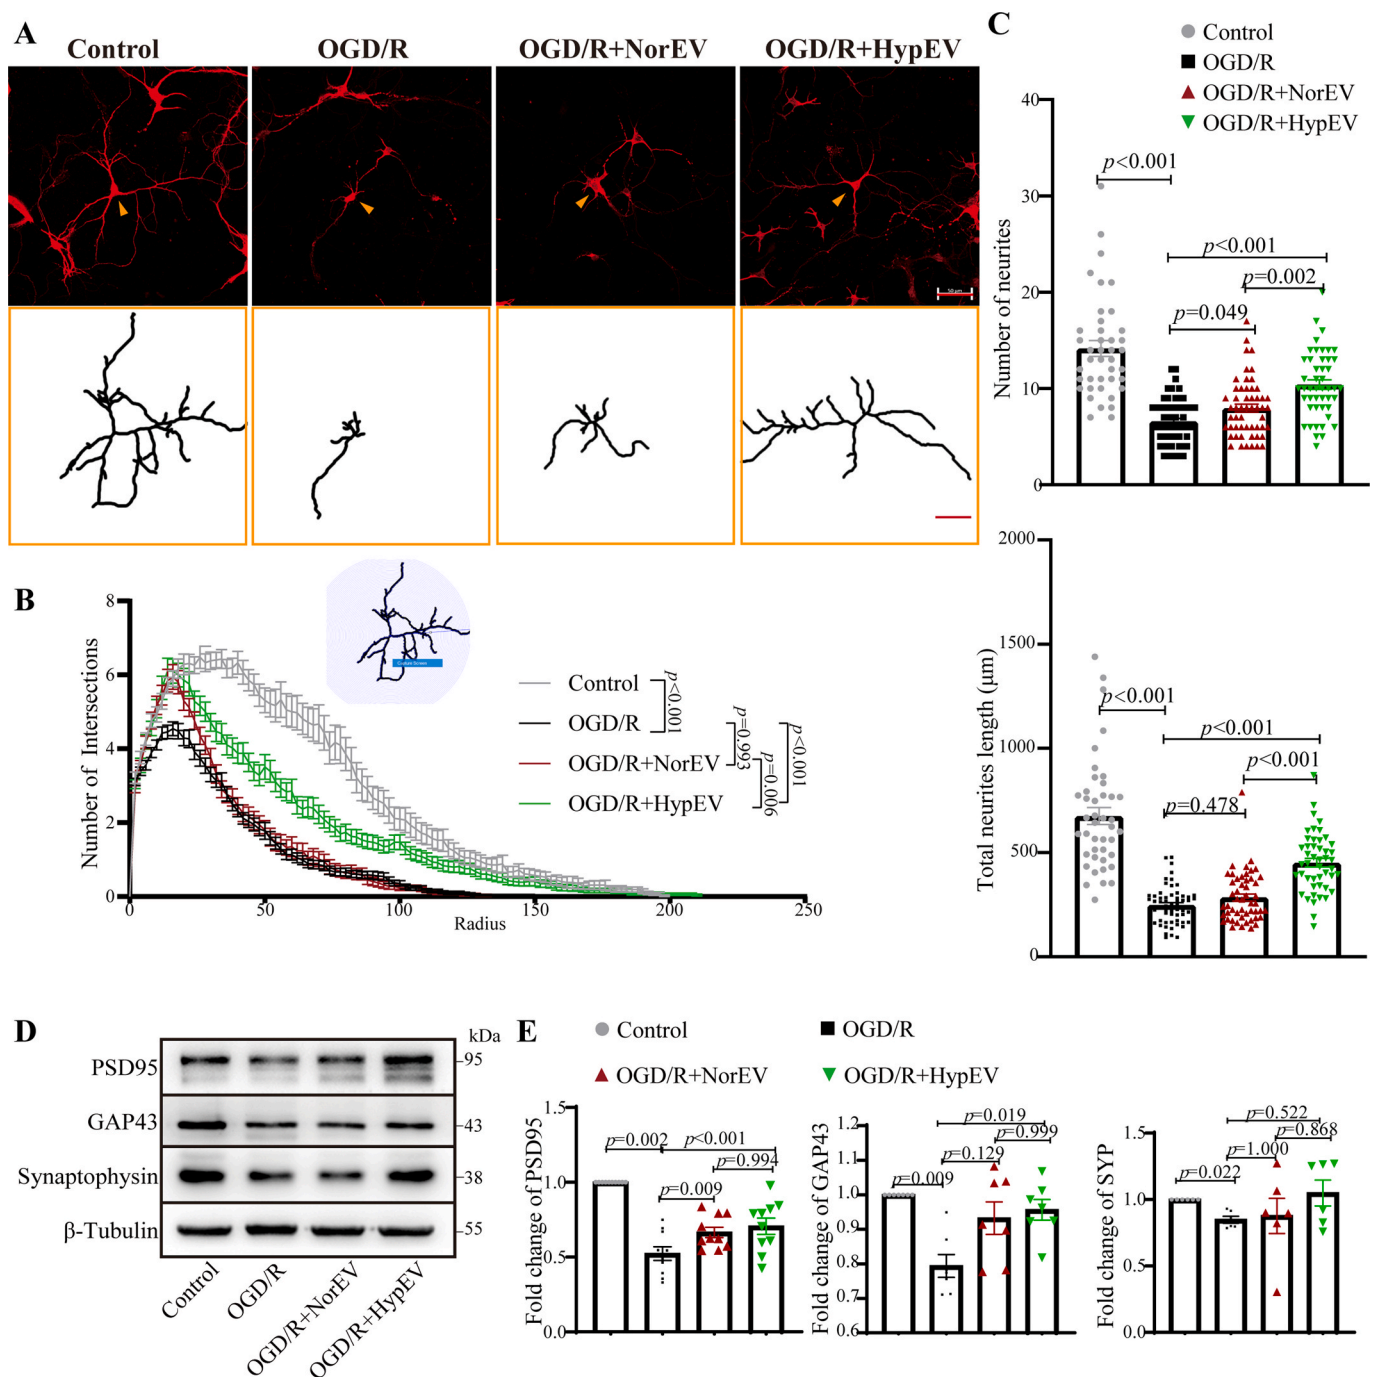 A
Control
OGD/R
OGD/R+NorEV
OGD/R+HypEV
50 μm
B
Number of Intersections
8
6
4
2
0
0
50
100
150
200
250
Radius
Control
OGD/R
OGD/R+NorEV
OGD/R+HypEV
p<0.001
p=0.993
p=0.006
p<0.001
C
Control
OGD/R
OGD/R+NorEV
OGD/R+HypEV
Number of neurites
40
30
20
10
0
p<0.001
p<0.001
p=0.002
p=0.049
Total neurites length (μm)
2000
1500
1000
500
0
p<0.001
p<0.001
p<0.001
p=0.478
D
kDa
PSD95
95
GAP43
43
Synaptophysin
38
β-Tubulin
55
Control
OGD/R
OGD/R+NorEV
OGD/R+HypEV
E
Control
OGD/R
OGD/R+NorEV
OGD/R+HypEV
Fold change of PSD95
1.5
1.0
0.5
0.0
p=0.002
p<0.001
p=0.994
p=0.009
Fold change of GAP43
1.2
1.1
1.0
0.9
0.8
0.7
0.6
p=0.019
p=0.999
p=0.129
p=0.009
Fold change of SYP
1.5
1.0
0.5
0.0
p=0.522
p=0.868
p=1.000
p=0.022